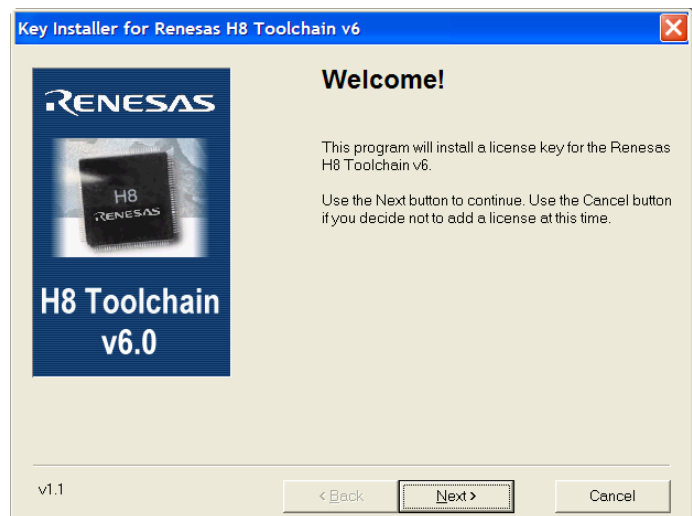 Key Installer for Renesas H8 Toolchain v6
RENESAS
H8
RENESAS
H8 Toolchain
v6.0
Welcome!
This program will install a license key for the Renesas
H8 Toolchain v6.
Use the Next button to continue. Use the Cancel button
if you decide not to add a license at this time.
v1.1
< Back
Next >
Cancel